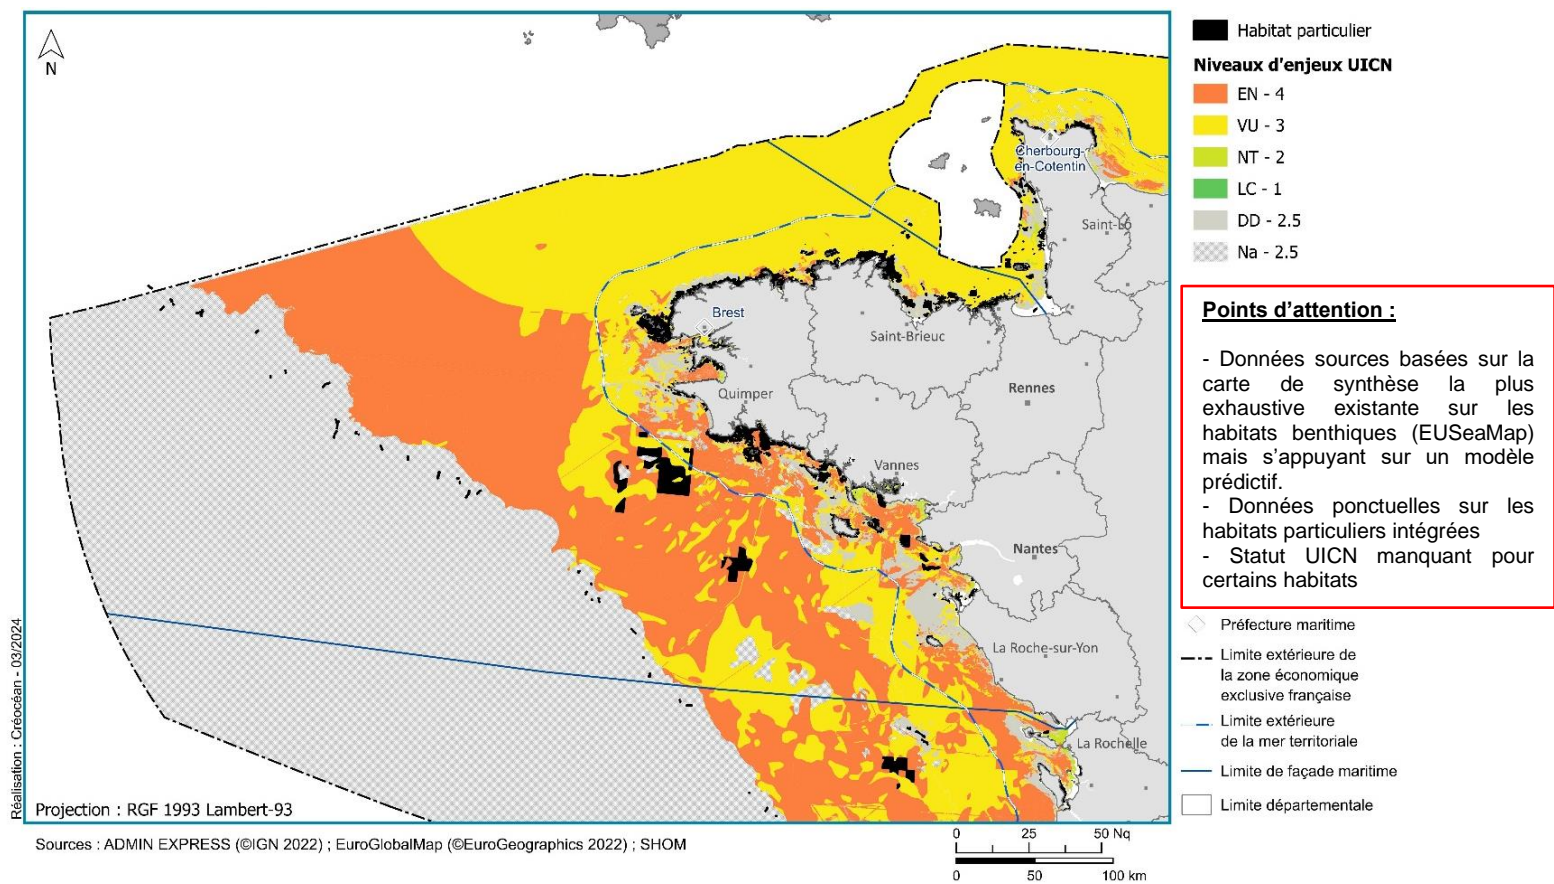 N
Cherbourg-
en-Cotentin
Saint-Lô
Brest
Saint-Brieuc
Quimper
Rennes
Vannes
Nantes
La Roche-sur-Yon
La Rochelle
Projection : RGF 1993 Lambert-93
Réalisation : Créocéan - 03/2024
Sources : ADMIN EXPRESS (©IGN 2022) ; EuroGlobalMap (©EuroGeographics 2022) ; SHOM
0 25 50 Nq
0 50 100 km
Habitat particulier
Niveaux d'enjeux UICN
EN - 4
VU - 3
NT - 2
LC - 1
DD - 2.5
Na - 2.5
Points d'attention :
- Données sources basées sur la
carte de synthèse la plus
exhaustive existante sur les
habitats benthiques (EUSeaMap)
mais s'appuyant sur un modèle
prédictif.
- Données ponctuelles sur les
habitats particuliers intégrées
- Statut UICN manquant pour
certains habitats
Préfecture maritime
Limite extérieure de
la zone économique
exclusive française
Limite extérieure
de la mer territoriale
Limite de façade maritime
Limite départementale